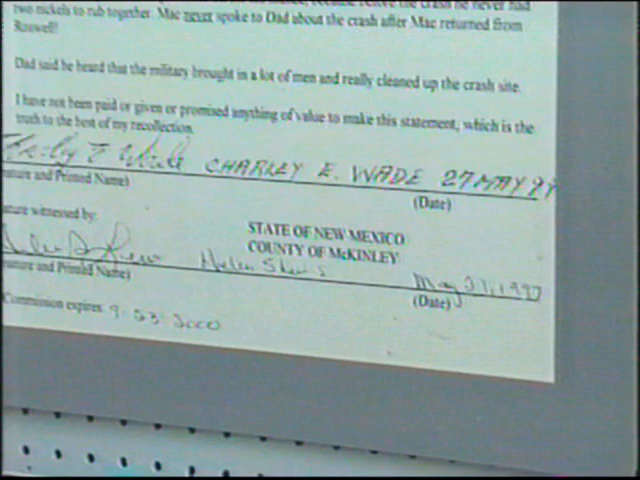 two nickels to rub together. Mac never spoke to Dad about the crash after Mac returned from
Roswell!
Dad said he heard that the military brought in a lot of men and really cleaned up the crash site.
I have not been paid or given or promised anything of value to make this statement, which is the
truth to the best of my recollection.
CHARLEY E. WADE 27 MAY 97
ature and Printed Name) (Date)
ature witnessed by:
STATE OF NEW MEXICO
COUNTY OF McKINLEY
Helen May 27, 1997
ature and Printed Name) (Date)
Commission expires: 9-23-2000